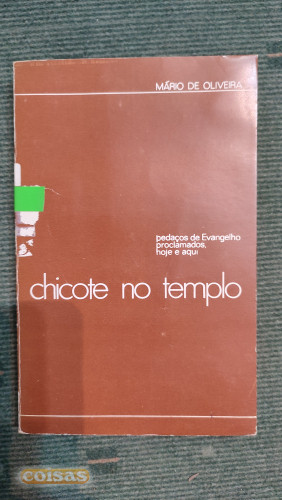 MÁRIO DE OLIVEIRA
pedaços de Evangelho
proclamados,
hoje e aqui
chicote no templo
coisas